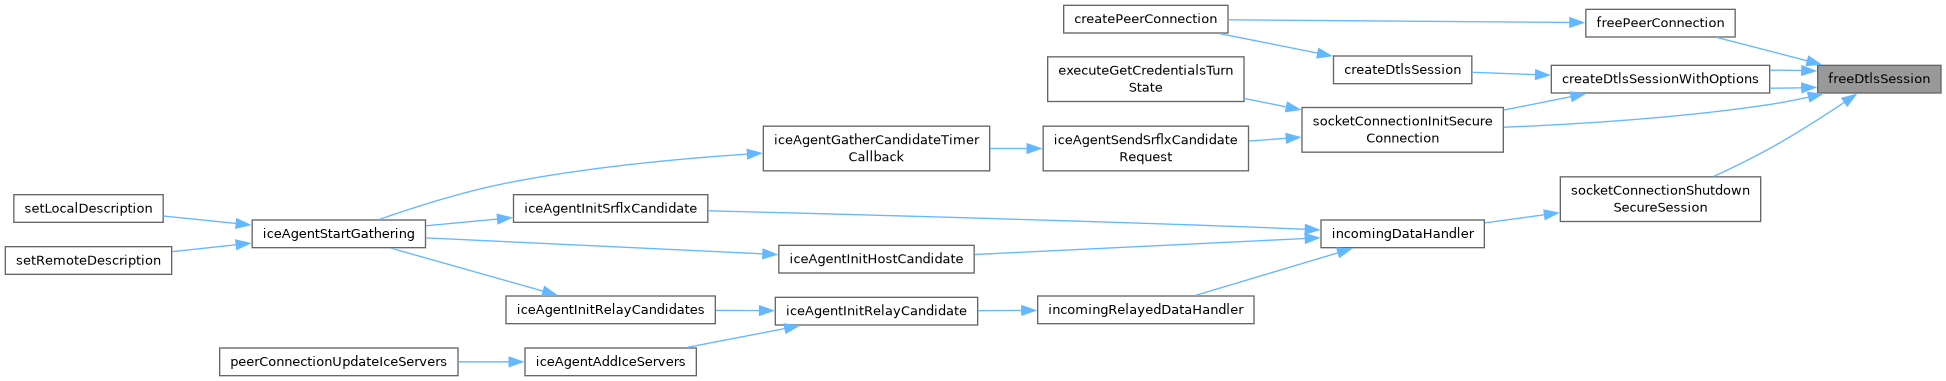 createPeerConnection
freePeerConnection
executeGetCredentialsTurn
State
createDtlsSession
createDtlsSessionWithOptions
freeDtlsSession
socketConnectionInitSecure
Connection
iceAgentGatherCandidateTimer
Callback
iceAgentSendSrflxCandidate
Request
socketConnectionShutdown
SecureSession
setLocalDescription
iceAgentInitSrflxCandidate
iceAgentStartGathering
incomingDataHandler
setRemoteDescription
iceAgentInitHostCandidate
iceAgentInitRelayCandidates
iceAgentInitRelayCandidate
incomingRelayedDataHandler
peerConnectionUpdateIceServers
iceAgentAddIceServers